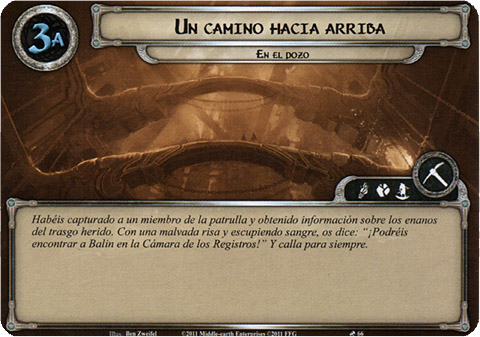 3A
Un camino hacia arriba
En el pozo
Habéis capturado a un miembro de la patrulla y obtenido información sobre los enanos
del trasgo herido. Con una malvada risa y escupiendo sangre, os dice: “¡Podréis
encontrar a Balin en la Cámara de los Registros!” Y calla para siempre.
Illus. Ben Zweifel ©2011 Middle-earth Enterprises ©2011 FFG 66